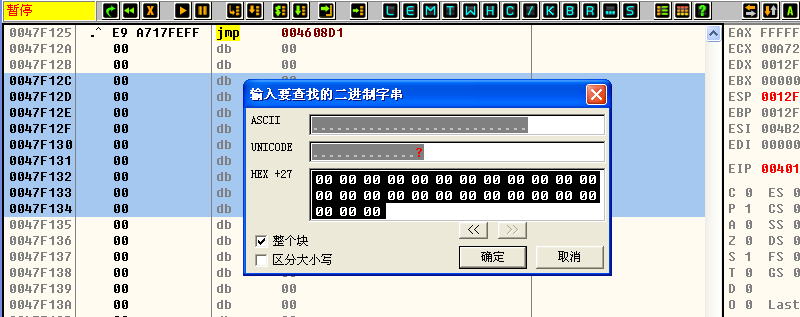 暂停 L E M T W H C / K B R ... S ?
0047F125 .^ E9 A717FEFF jmp 004608D1 EAX FFFFF
0047F12A 00 db 00 ECX 00A72
0047F12B 00 db 00 EDX 0012F
0047F12C 00 db EBX 00000
0047F12D 00 db 输入要查找的二进制字串 ESP 0012F
0047F12E 00 db ASCII EBP 0012F
0047F12F 00 db ESI 004B2
0047F130 00 db UNICODE ? EDI 00000
0047F131 00 db HEX +27 00 00 00 00 00 00 00 00 00 00 00 00 EIP 00401
0047F132 00 db 00 00 00 00 00 00 00 00 00 00 00 00 C 0 ES 0
0047F133 00 db 00 00 00 P 1 CS 0
0047F134 00 db A 0 SS 0
0047F135 00 db << >> Z 0 DS 0
0047F136 00 db 整个块 S 1 FS 0
0047F137 00 db 区分大小写 确定 取消 T 0 GS 0
0047F138 00 db D 0
0047F139 00 db 00
0047F13A 00 db 00 O 0 Last